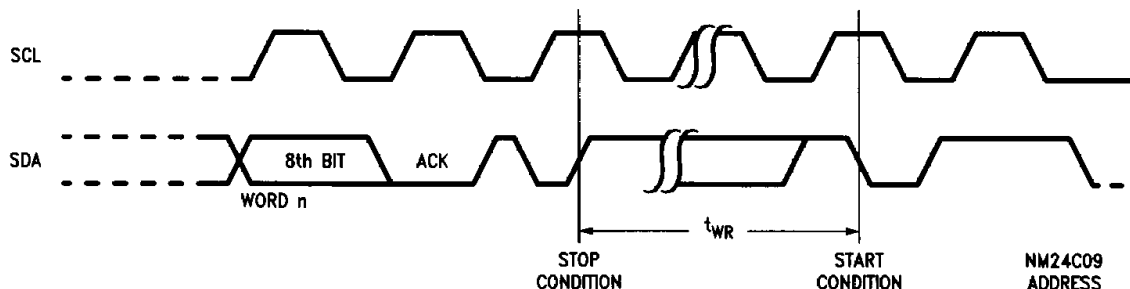 SCL
SDA
8th BIT
ACK
WORD n
tWR
STOP
CONDITION
START
CONDITION
NM24C09
ADDRESS